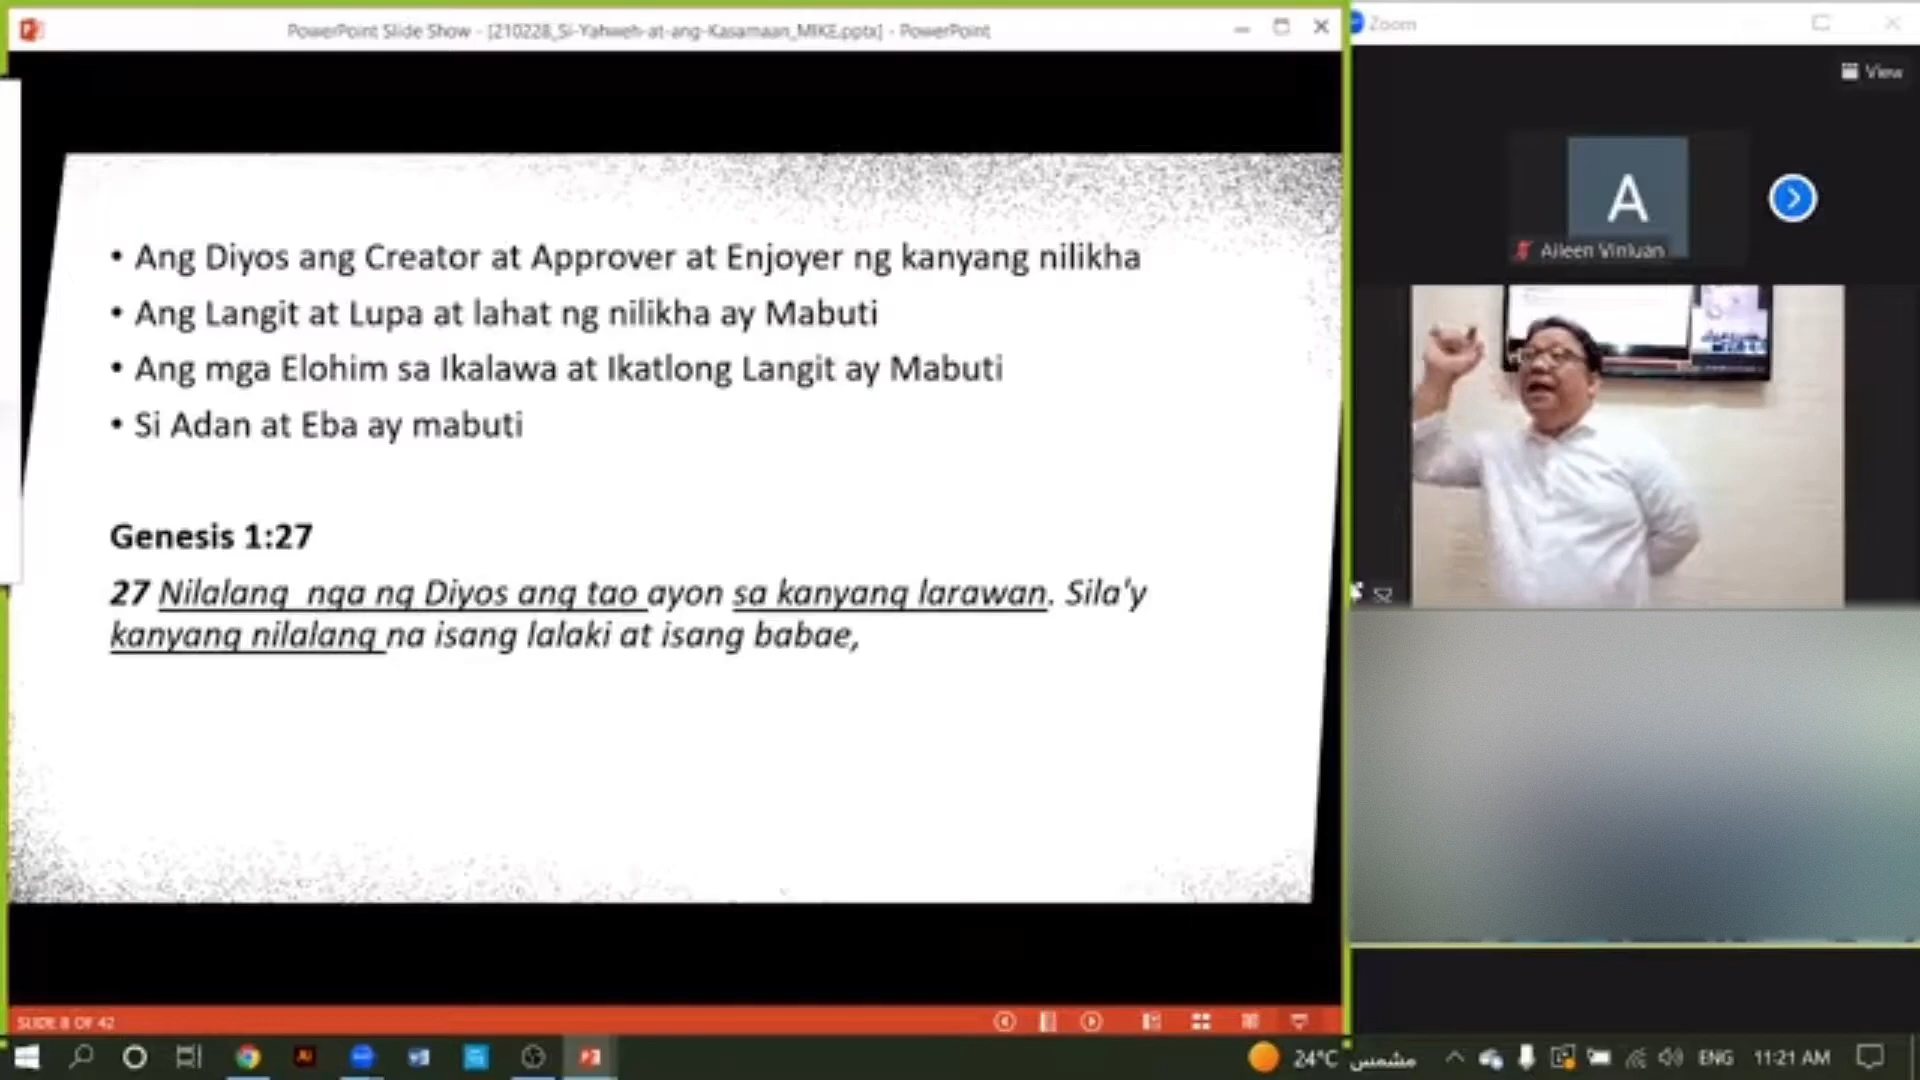 PowerPoint Slide Show - [210228_Si-Yahweh-at-ang-Kasamaan_MIKE.pptx] - PowerPoint
Zoom
View
A
Aileen Vinluan
• Ang Diyos ang Creator at Approver at Enjoyer ng kanyang nilikha
• Ang Langit at Lupa at lahat ng nilikha ay Mabuti
• Ang mga Elohim sa Ikalawa at Ikatlong Langit ay Mabuti
• Si Adan at Eba ay mabuti
Genesis 1:27
27 Nilalang nga ng Diyos ang tao ayon sa kanyang larawan. Sila'y
kanyang nilalang na isang lalaki at isang babae,
SLIDE 8 OF 42
24°C مشمس
ENG
11:21 AM